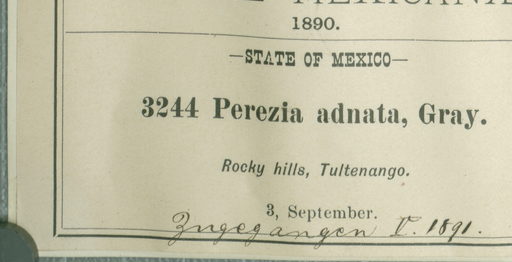 1890.
—STATE OF MEXICO—
3244 Perezia adnata, Gray.
Rocky hills, Tultenango.
3, September.
Zugegangen V. 1891.